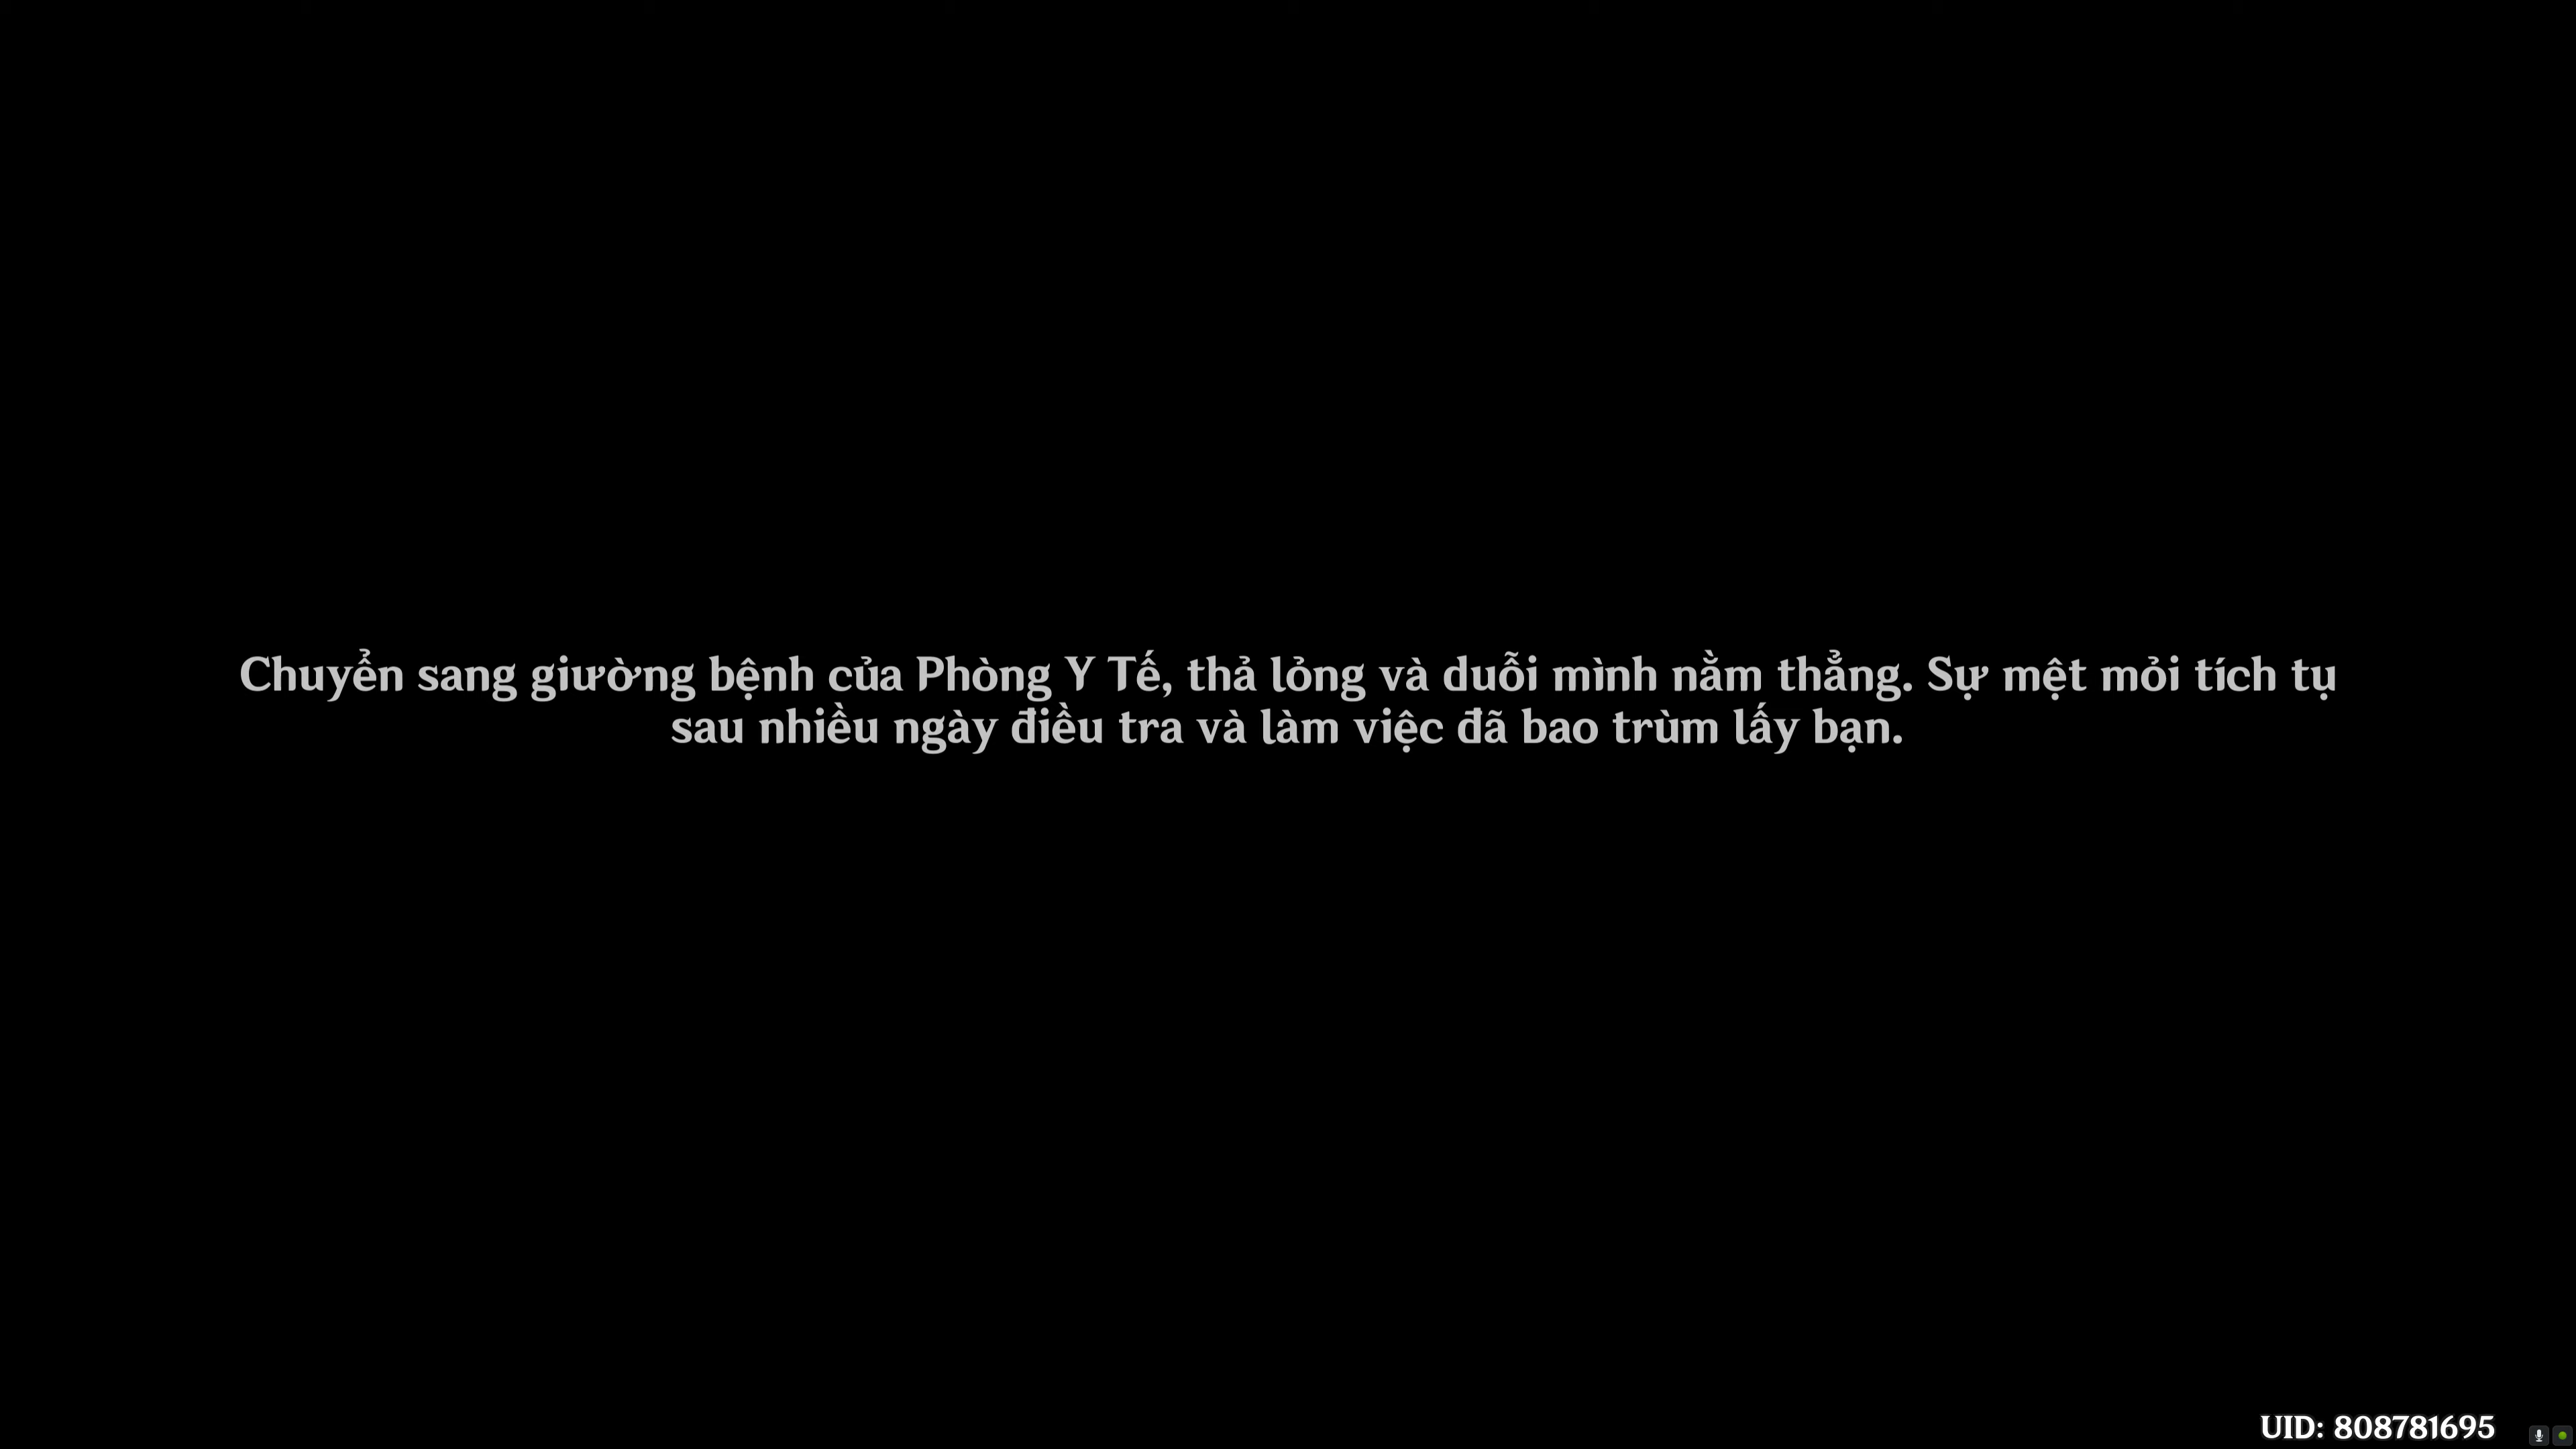 Chuyển sang giường bệnh của Phòng Y Tế, thả lỏng và duỗi mình nằm thẳng. Sự mệt mỏi tích tụ
sau nhiều ngày điều tra và làm việc đã bao trùm lấy bạn.
UID: 808781695